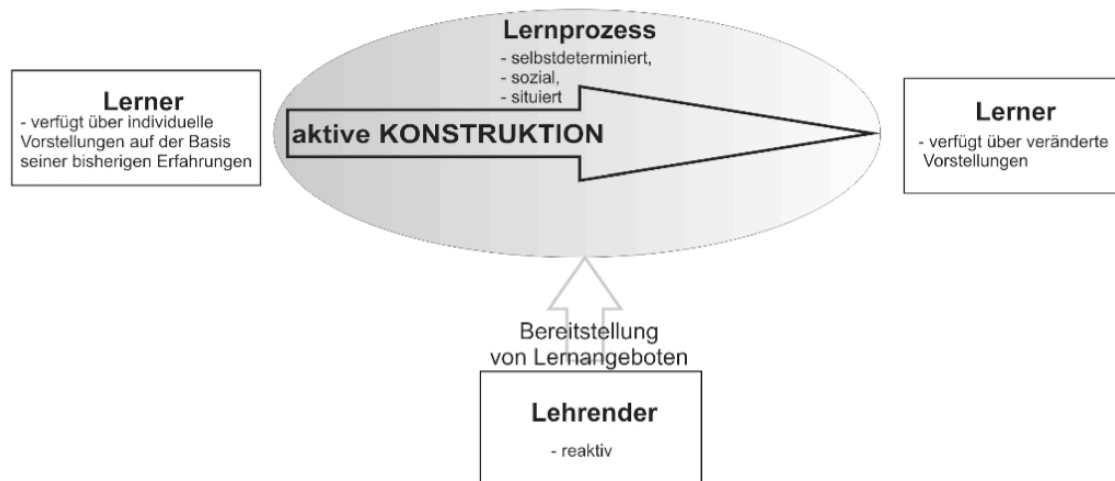 Lernprozess
- selbstdeterminiert,
- sozial,
- situiert
Lerner
- verfügt über individuelle
Vorstellungen auf der Basis
seiner bisherigen Erfahrungen
aktive KONSTRUKTION
Lerner
- verfügt über veränderte
Vorstellungen
Bereitstellung
von Lernangeboten
Lehrender
- reaktiv